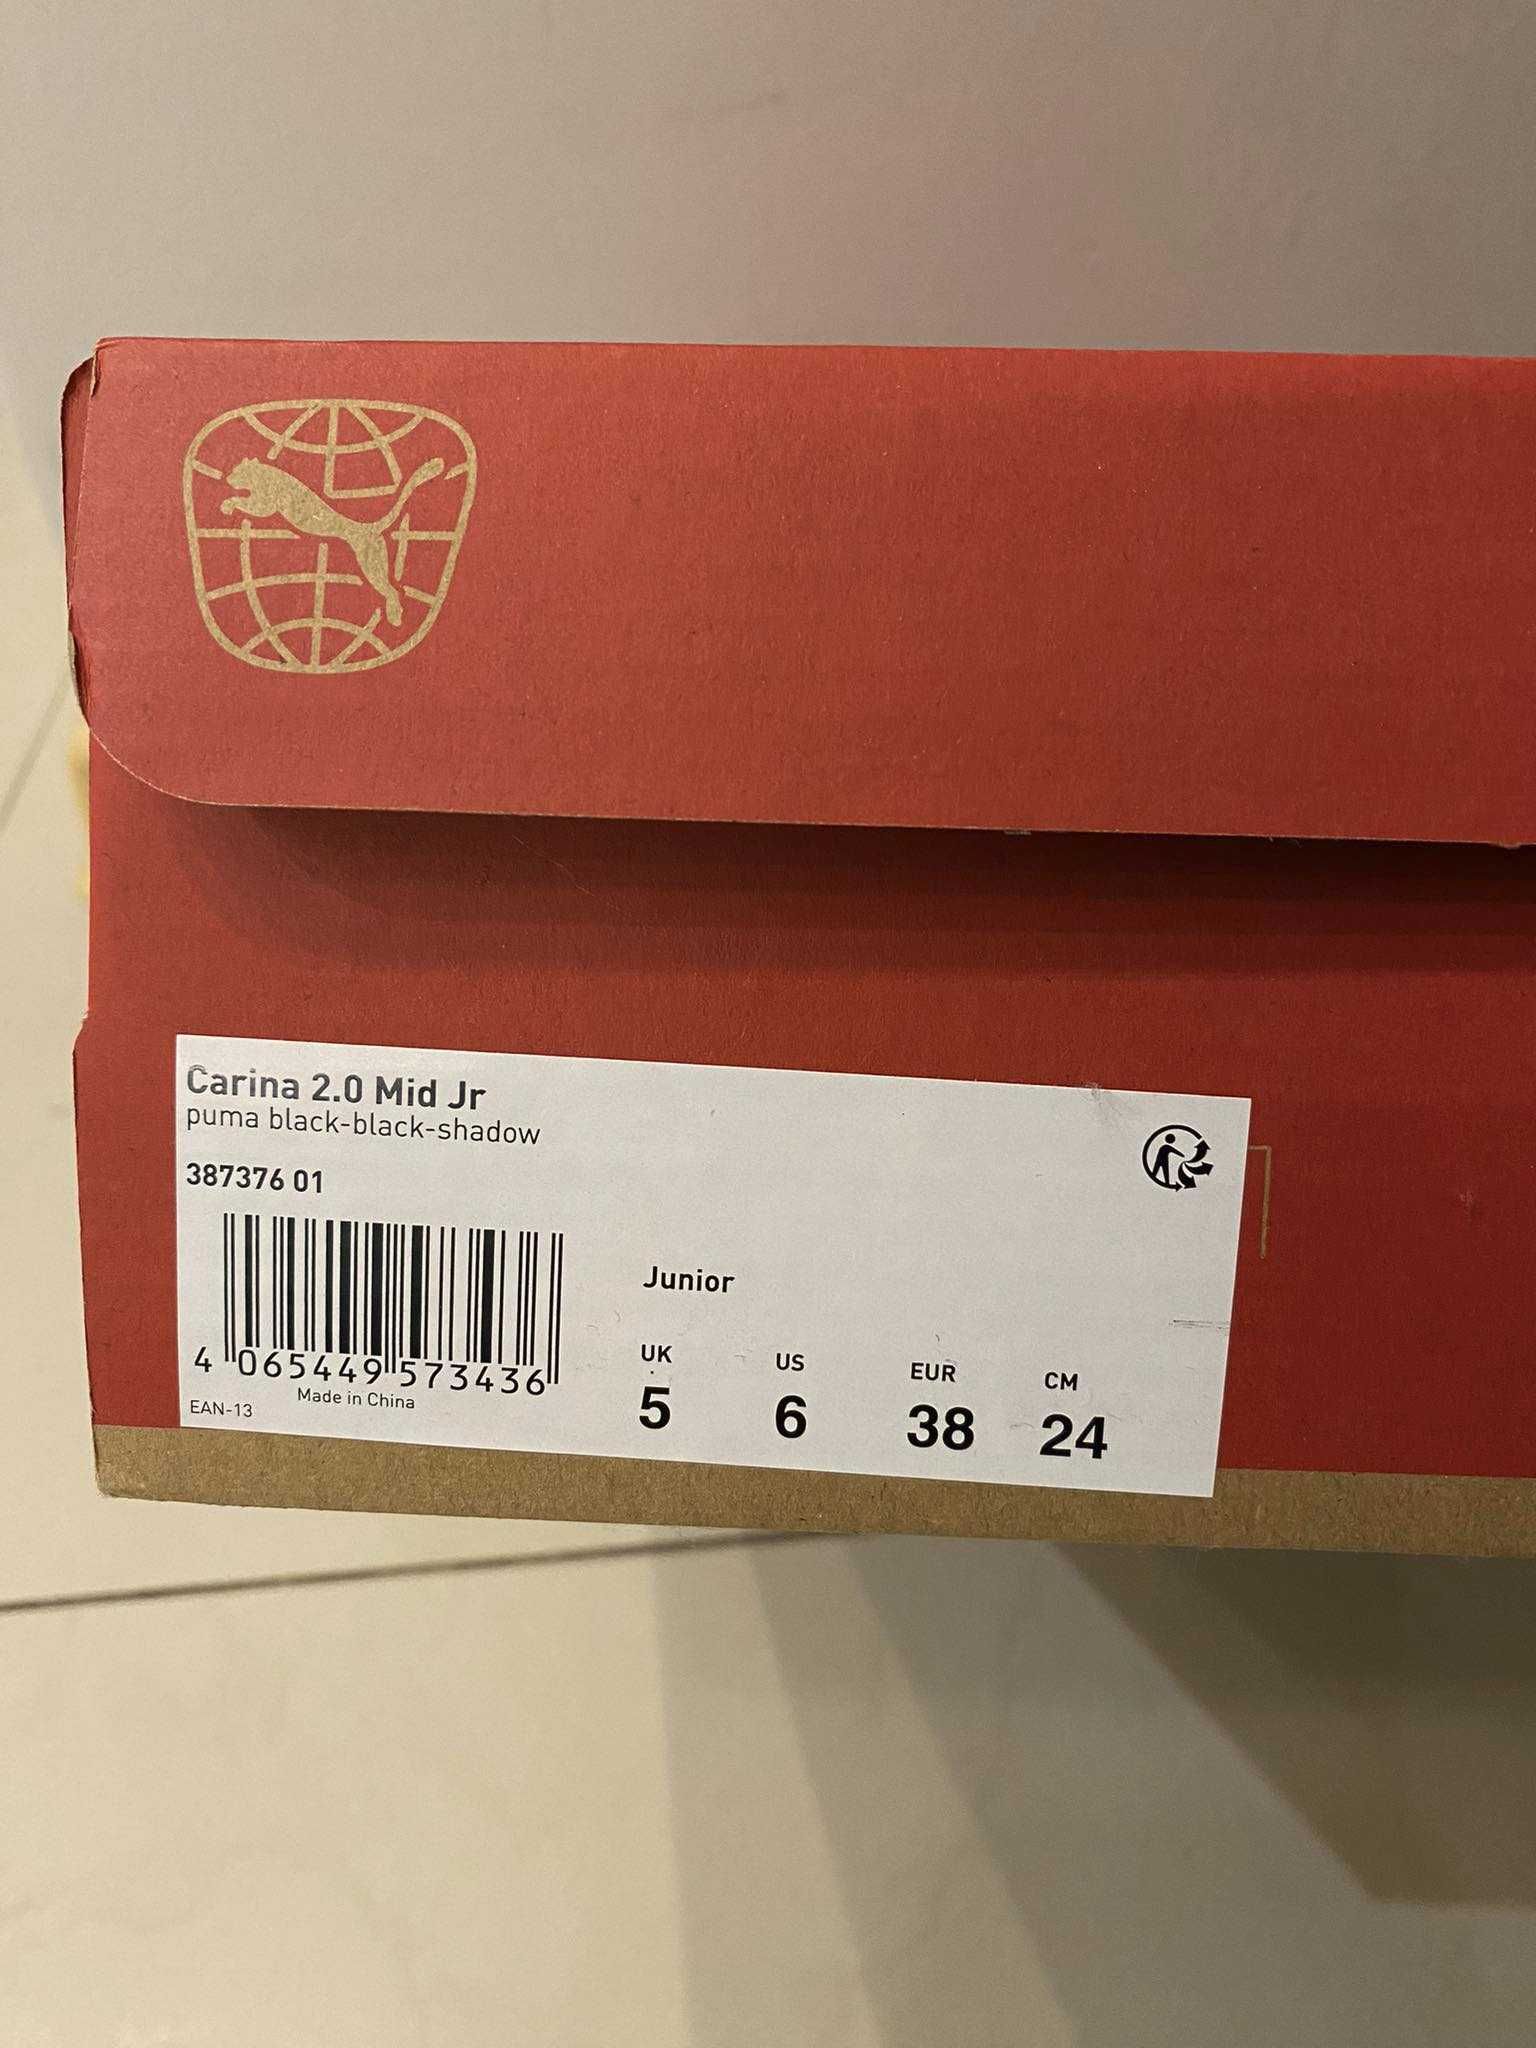 Carina 2.0 Mid Jr
puma black-black-shadow
387376 01
4 065449 573436
Made in China
EAN-13
Junior
UK US EUR CM
5 6 38 24